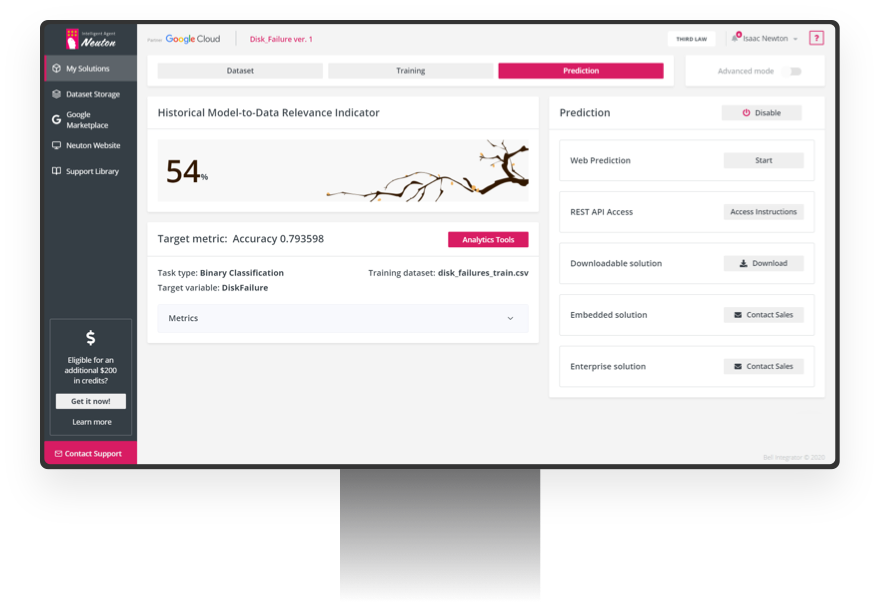 Intelligent Agent
Neuton
My Solutions
Dataset Storage
Google
Marketplace
Neuton Website
Support Library
$
Eligible for an
additional $200
in credits?
Get it now!
Learn more
Contact Support
Partner Google Cloud
Disk_Failure ver. 1
THIRD LAW
Isaac Newton
?
Dataset
Training
Prediction
Advanced mode
Historical Model-to-Data Relevance Indicator
54%
Target metric: Accuracy 0.793598
Analytics Tools
Task type: Binary Classification
Training dataset: disk_failures_train.csv
Target variable: DiskFailure
Metrics
Prediction
Disable
Web Prediction
Start
REST API Access
Access Instructions
Downloadable solution
Download
Embedded solution
Contact Sales
Enterprise solution
Contact Sales
Bell Integrator © 2020